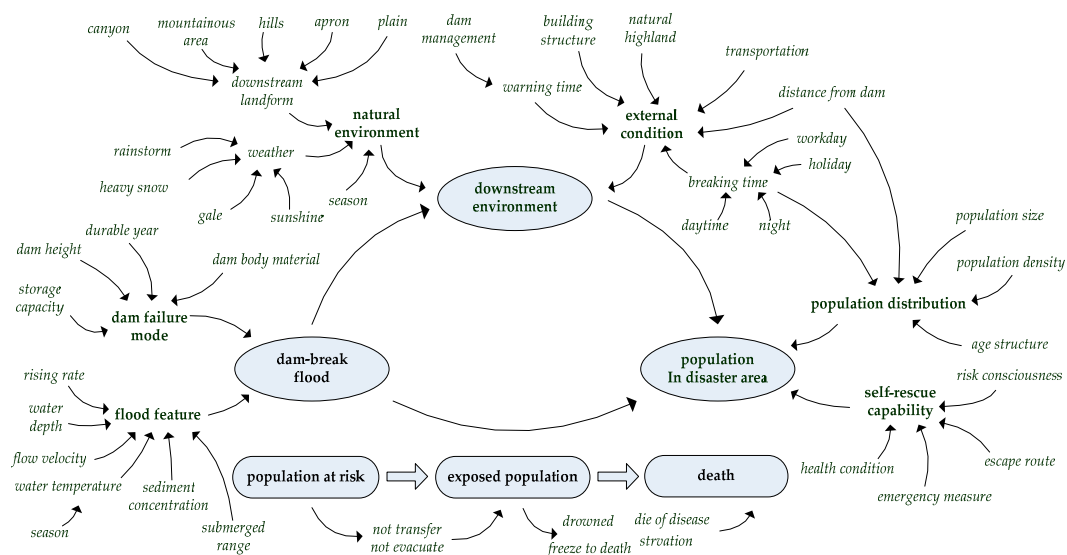 canyon
mountainous
area
hills
apron
plain
downstream
landform
natural
environment
rainstorm
weather
heavy snow
gale
sunshine
season
dam
management
building
structure
natural
highland
transportation
warning time
distance from dam
external
condition
workday
holiday
breaking time
daytime
night
downstream
environment
population size
population density
population distribution
age structure
durable year
dam height
dam body material
storage
capacity
dam failure
mode
dam-break
flood
population
In disaster area
risk consciousness
self-rescue
capability
escape route
health condition
emergency measure
rising rate
water
depth
flood feature
flow velocity
water temperature
sediment
concentration
season
submerged
range
population at risk
exposed population
death
not transfer
not evacuate
drowned
freeze to death
die of disease
strvation